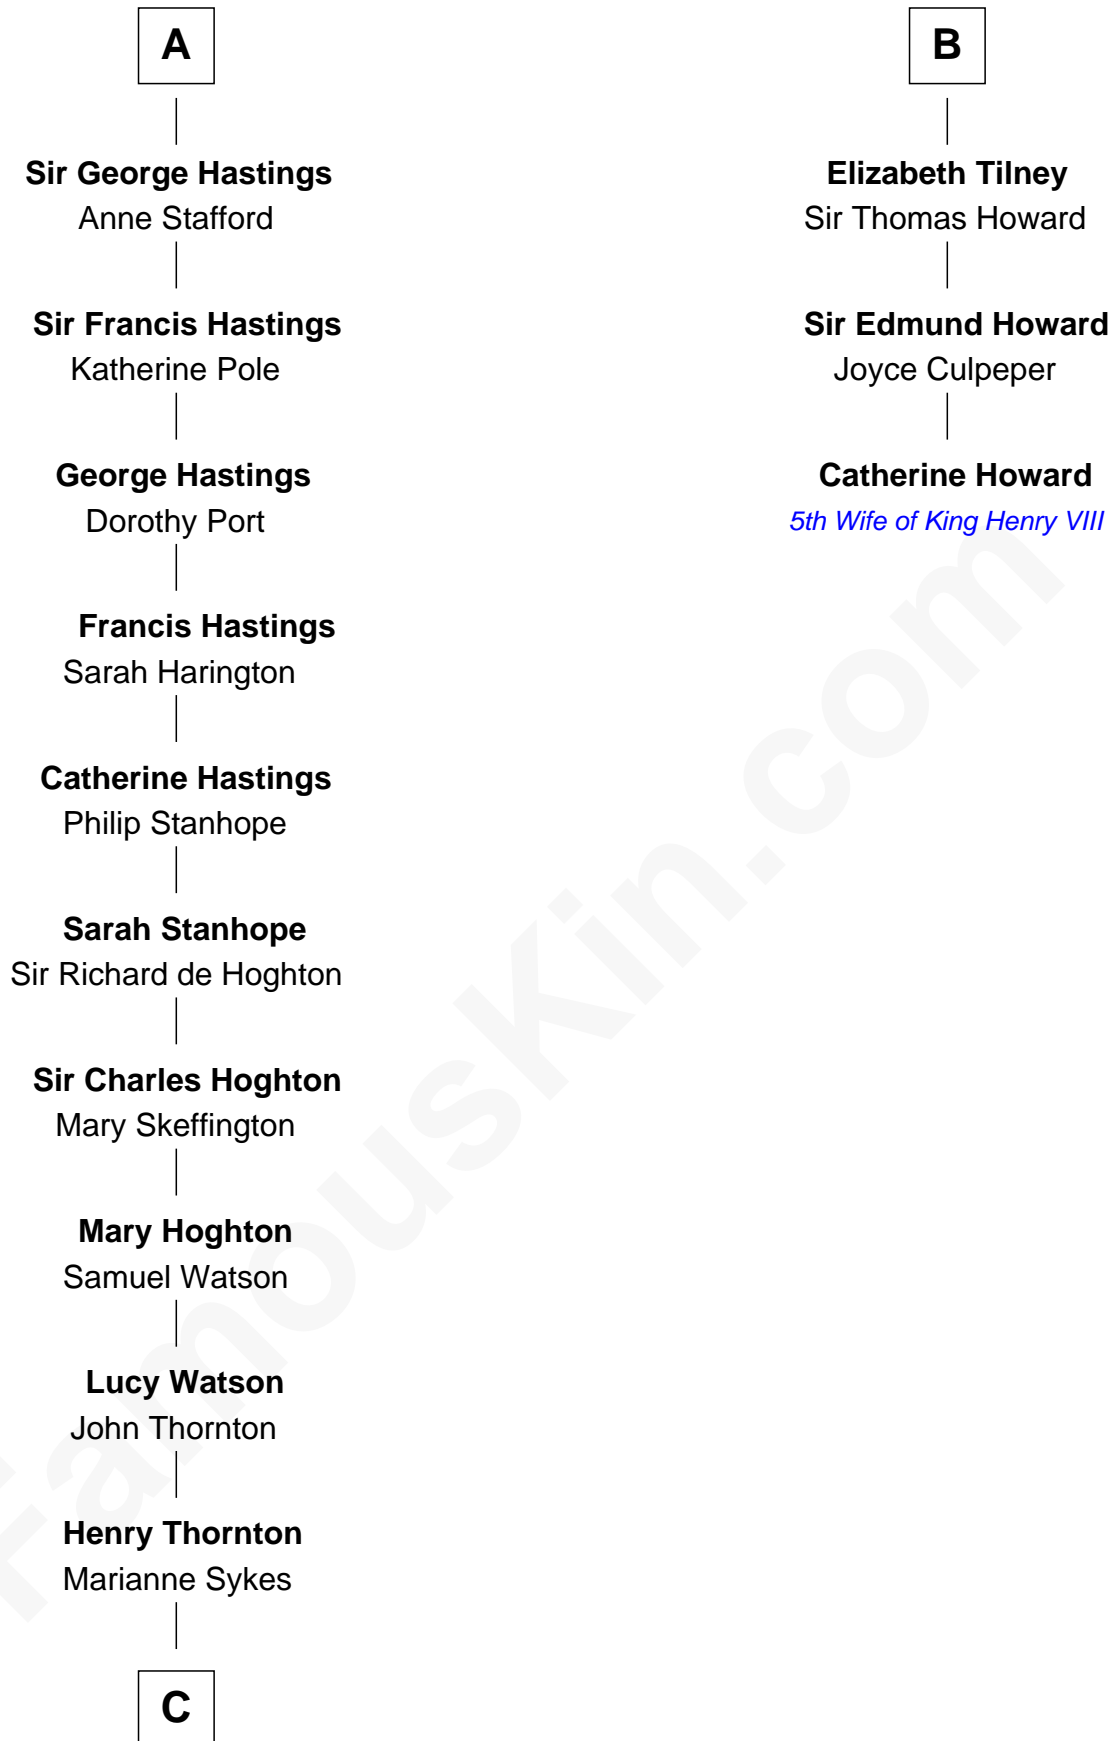 A
Sir George Hastings
Anne Stafford
Sir Francis Hastings
Katherine Pole
George Hastings
Dorothy Port
Francis Hastings
Sarah Harington
Catherine Hastings
Philip Stanhope
Sarah Stanhope
Sir Richard de Hoghton
Sir Charles Hoghton
Mary Skeffington
Mary Hoghton
Samuel Watson
Lucy Watson
John Thornton
Henry Thornton
Marianne Sykes
C
B
Elizabeth Tilney
Sir Thomas Howard
Sir Edmund Howard
Joyce Culpeper
Catherine Howard
5th Wife of King Henry VIII
FamousKin.com